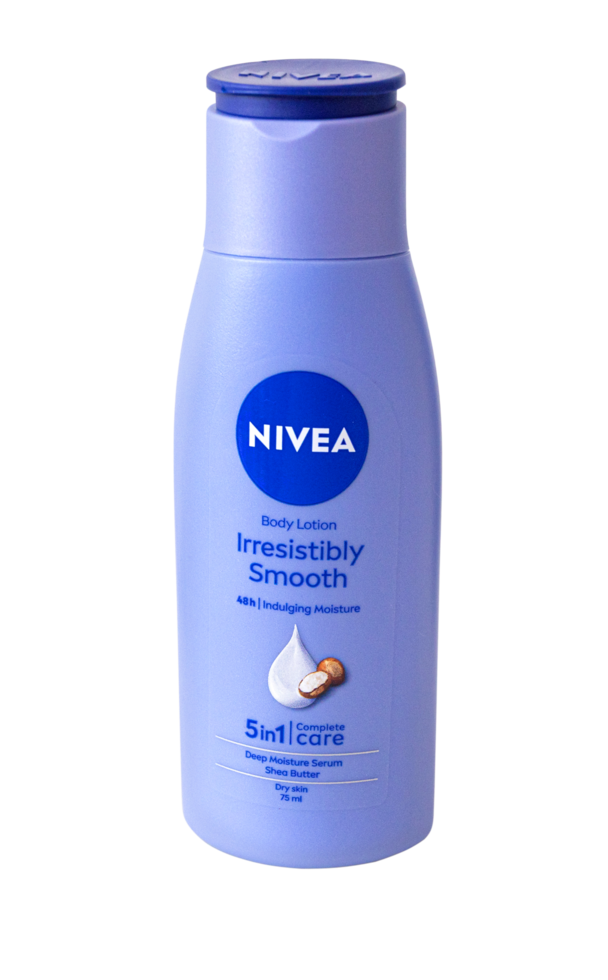 NIVEA
NIVEA
Body Lotion
Irresistibly
Smooth
48h | Indulging Moisture
5in1 | Complete
care
Deep Moisture Serum
Shea Butter
Dry skin
75 ml